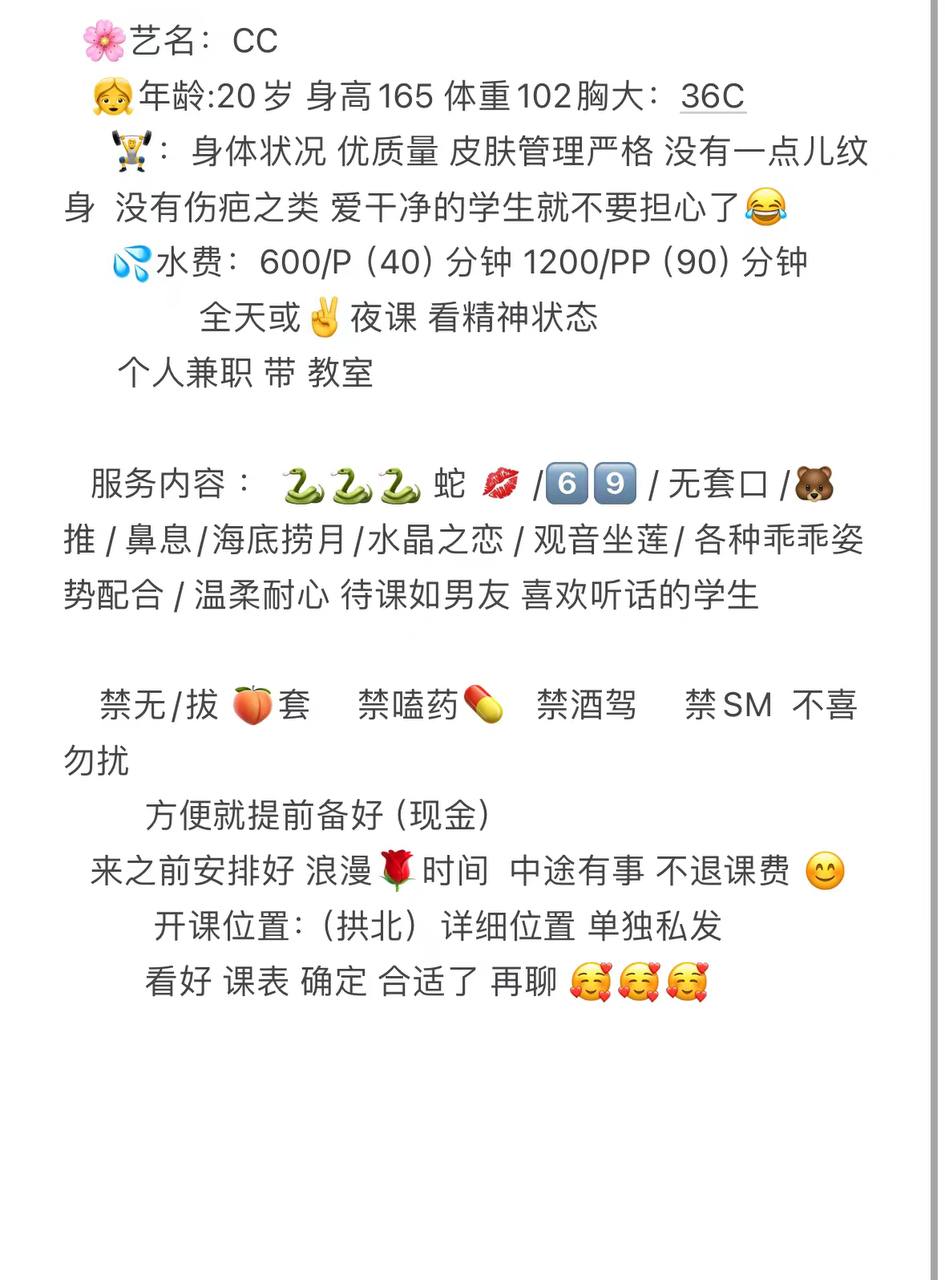 🌸艺名：CC
👧年龄:20岁 身高165 体重102胸大：36C
🏋️：身体状况 优质量 皮肤管理严格 没有一点儿纹
身 没有伤疤之类 爱干净的学生就不要担心了😂
💦水费：600/P（40）分钟 1200/PP（90）分钟
全天或✌️夜课 看精神状态
个人兼职 带 教室
服务内容： 🐍🐍🐍 蛇 💋 /6️⃣9️⃣ / 无套口 /🐻
推 / 鼻息/海底捞月/水晶之恋 / 观音坐莲/ 各种乖乖姿
势配合 / 温柔耐心 待课如男友 喜欢听话的学生
禁无/拔 🍑套 禁嗑药💊 禁酒驾 禁SM 不喜
勿扰
方便就提前备好（现金）
来之前安排好 浪漫🌹时间 中途有事 不退课费 😊
开课位置：（拱北） 详细位置 单独私发
看好 课表 确定 合适了 再聊 🥰🥰🥰